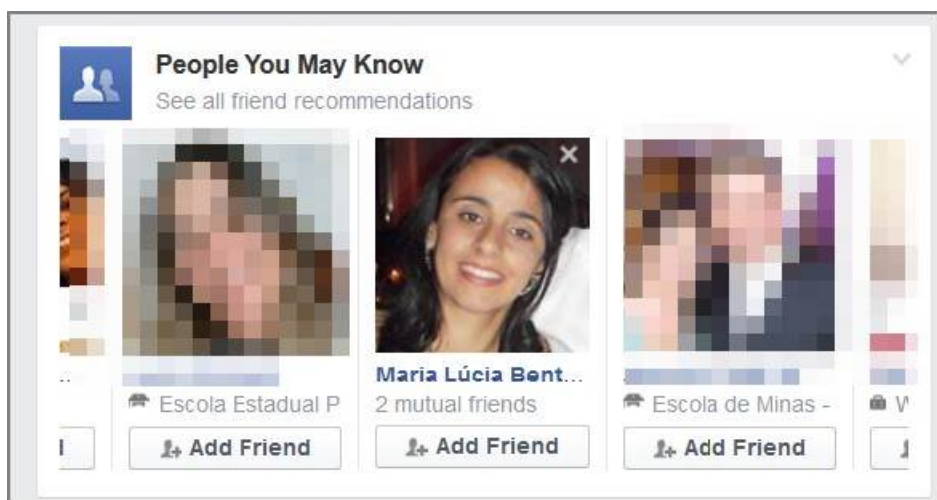 People You May Know
See all friend recommendations
Maria Lúcia Bent...
Escola Estadual P
2 mutual friends
Escola de Minas -
W
Add Friend
Add Friend
Add Friend